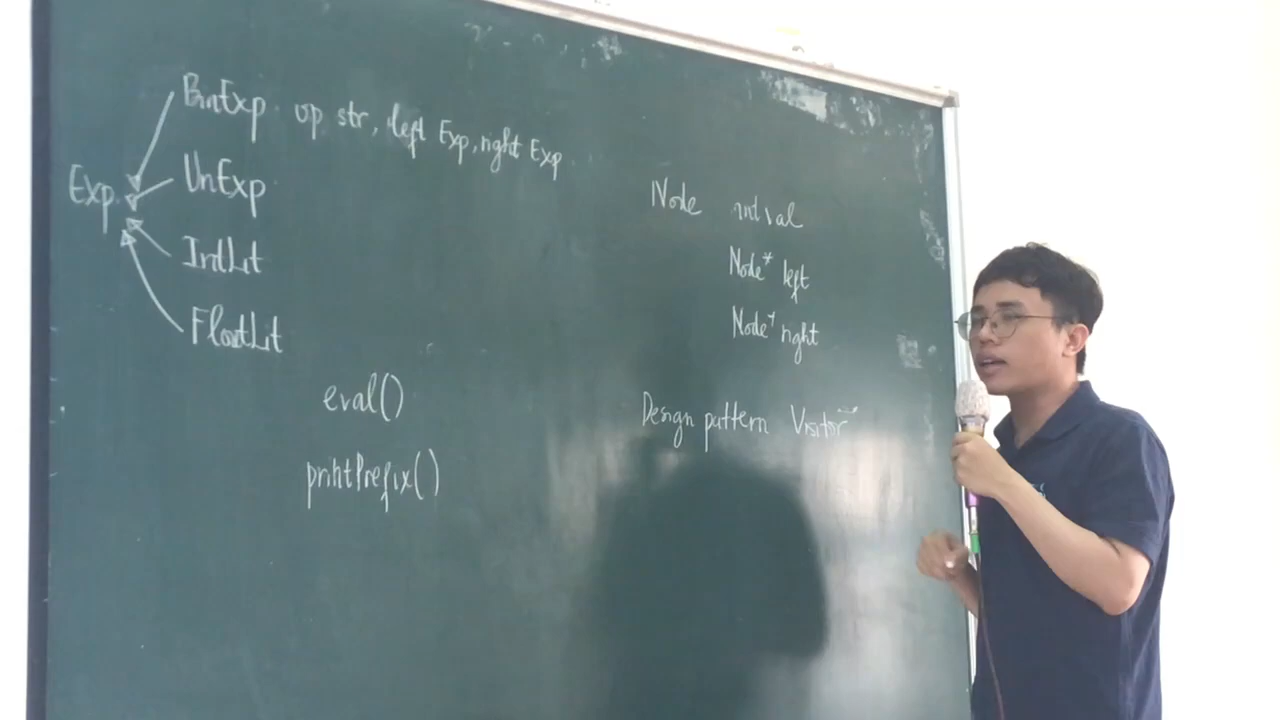 BinExp op str, left Exp, right Exp
Exp
UnExp
IntLit
FloatLit
eval()
printPrefix()
Node int val
Node* left
Node* right
Design pattern Visitor